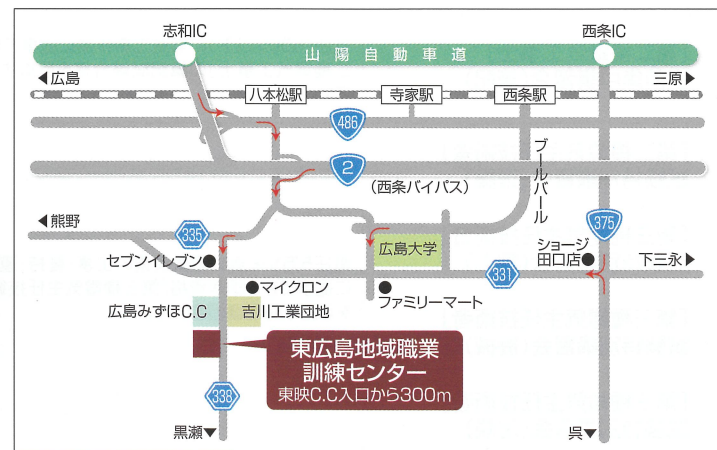 志和IC
西条IC
山陽自動車道
◀広島
三原▶
八本松駅
寺家駅
西条駅
486
ブールバール
2
(西条バイパス)
375
◀熊野
335
広島大学
ショージ
田口店
セブンイレブン
331
下三永▶
マイクロン
ファミリーマート
広島みずほC.C
吉川工業団地
東広島地域職業
訓練センター
東映C.C入口から300m
338
黒瀬▼
呉▼